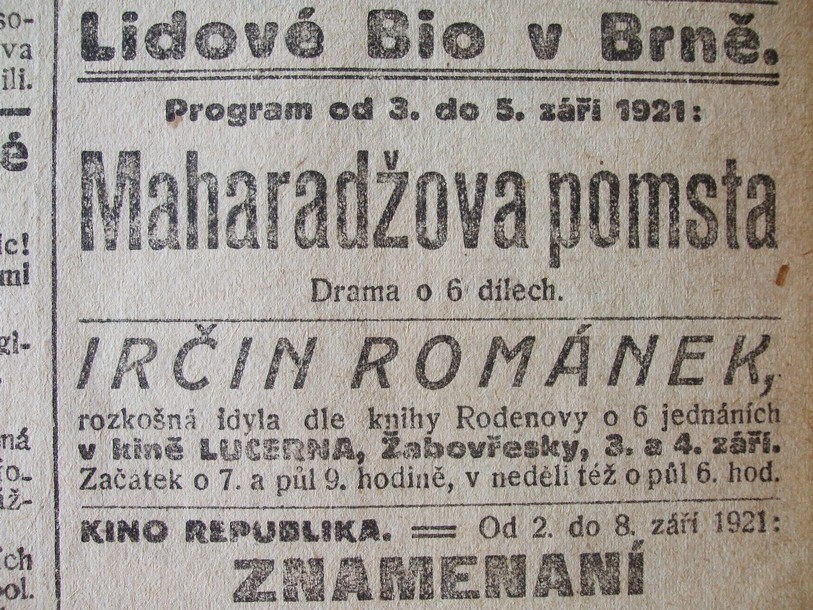 Lidové Bio v Brně.
Program od 3. do 5. září 1921:
Maharadžova pomsta
Drama o 6 dílech.
IRČIN ROMÁNEK,
rozkošná idyla dle knihy Rodenovy o 6 jednáních
v kině LUCERNA, Žabovřesky, 3. a 4. září.
Začátek o 7. a půl 9. hodině, v neděli též o půl 6. hod.
KINO REPUBLIKA. == Od 2. do 8. září 1921:
ZNAMENANÍ